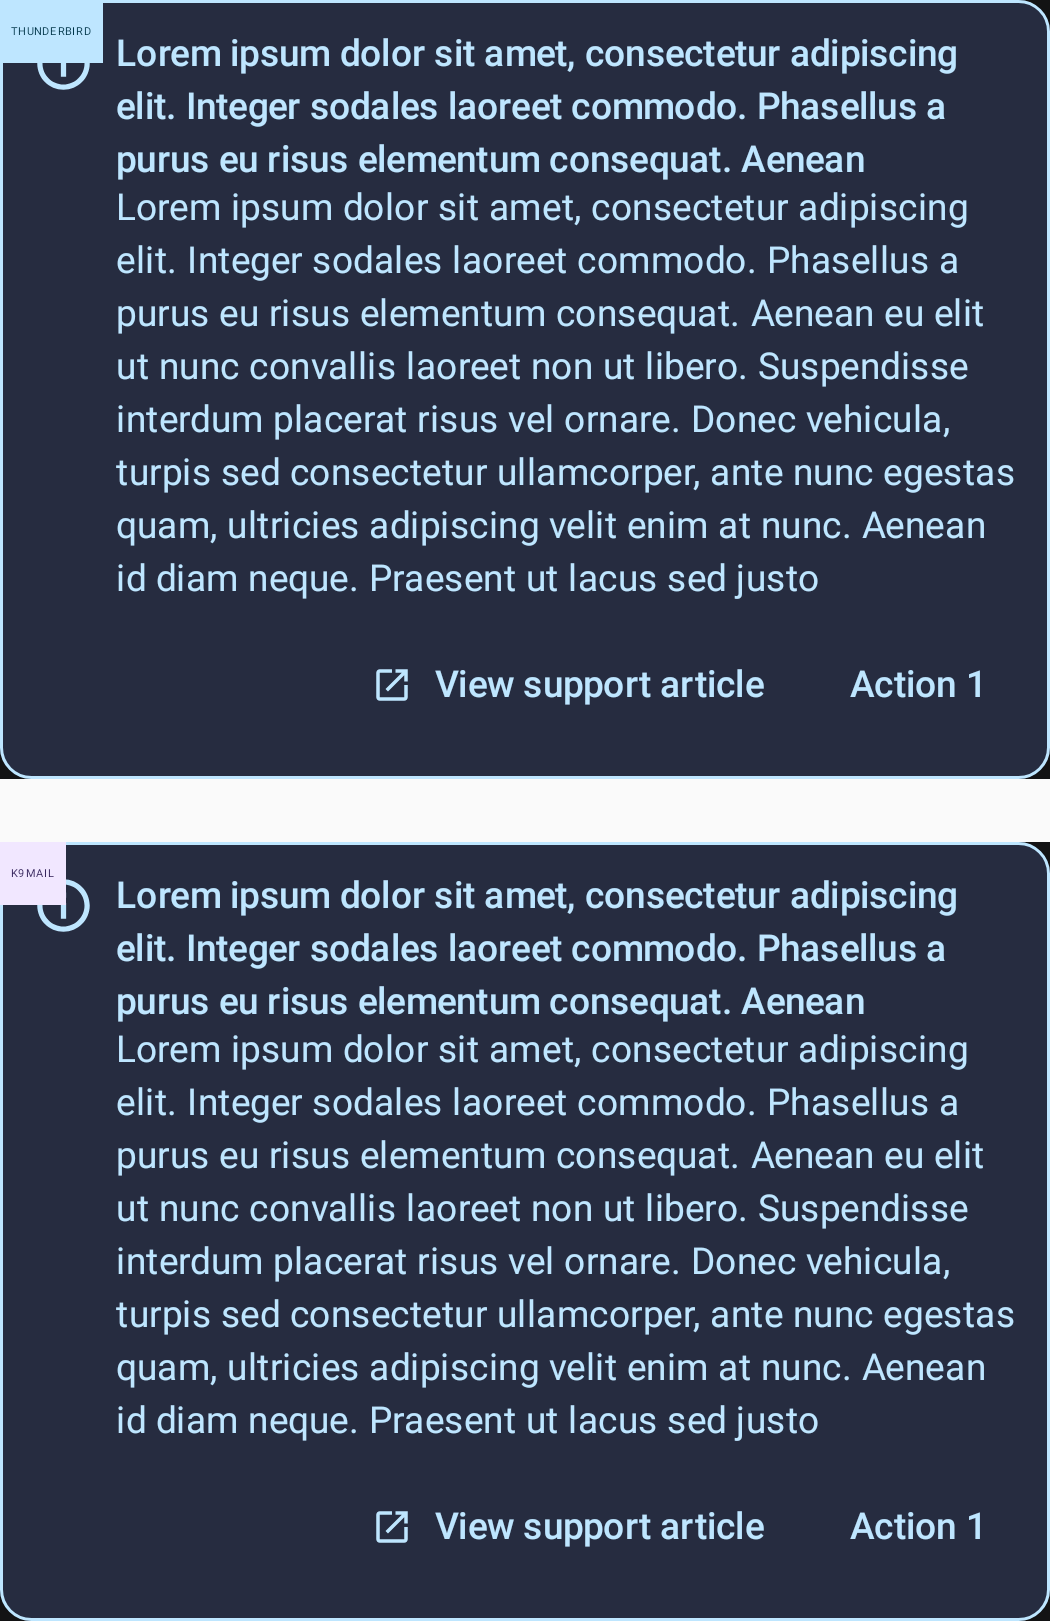 THUNDERBIRD
Lorem ipsum dolor sit amet, consectetur adipiscing
elit. Integer sodales laoreet commodo. Phasellus a
purus eu risus elementum consequat. Aenean
Lorem ipsum dolor sit amet, consectetur adipiscing
elit. Integer sodales laoreet commodo. Phasellus a
purus eu risus elementum consequat. Aenean eu elit
ut nunc convallis laoreet non ut libero. Suspendisse
interdum placerat risus vel ornare. Donec vehicula,
turpis sed consectetur ullamcorper, ante nunc egestas
quam, ultricies adipiscing velit enim at nunc. Aenean
id diam neque. Praesent ut lacus sed justo
View support article Action 1
K9MAIL
Lorem ipsum dolor sit amet, consectetur adipiscing
elit. Integer sodales laoreet commodo. Phasellus a
purus eu risus elementum consequat. Aenean
Lorem ipsum dolor sit amet, consectetur adipiscing
elit. Integer sodales laoreet commodo. Phasellus a
purus eu risus elementum consequat. Aenean eu elit
ut nunc convallis laoreet non ut libero. Suspendisse
interdum placerat risus vel ornare. Donec vehicula,
turpis sed consectetur ullamcorper, ante nunc egestas
quam, ultricies adipiscing velit enim at nunc. Aenean
id diam neque. Praesent ut lacus sed justo
View support article Action 1